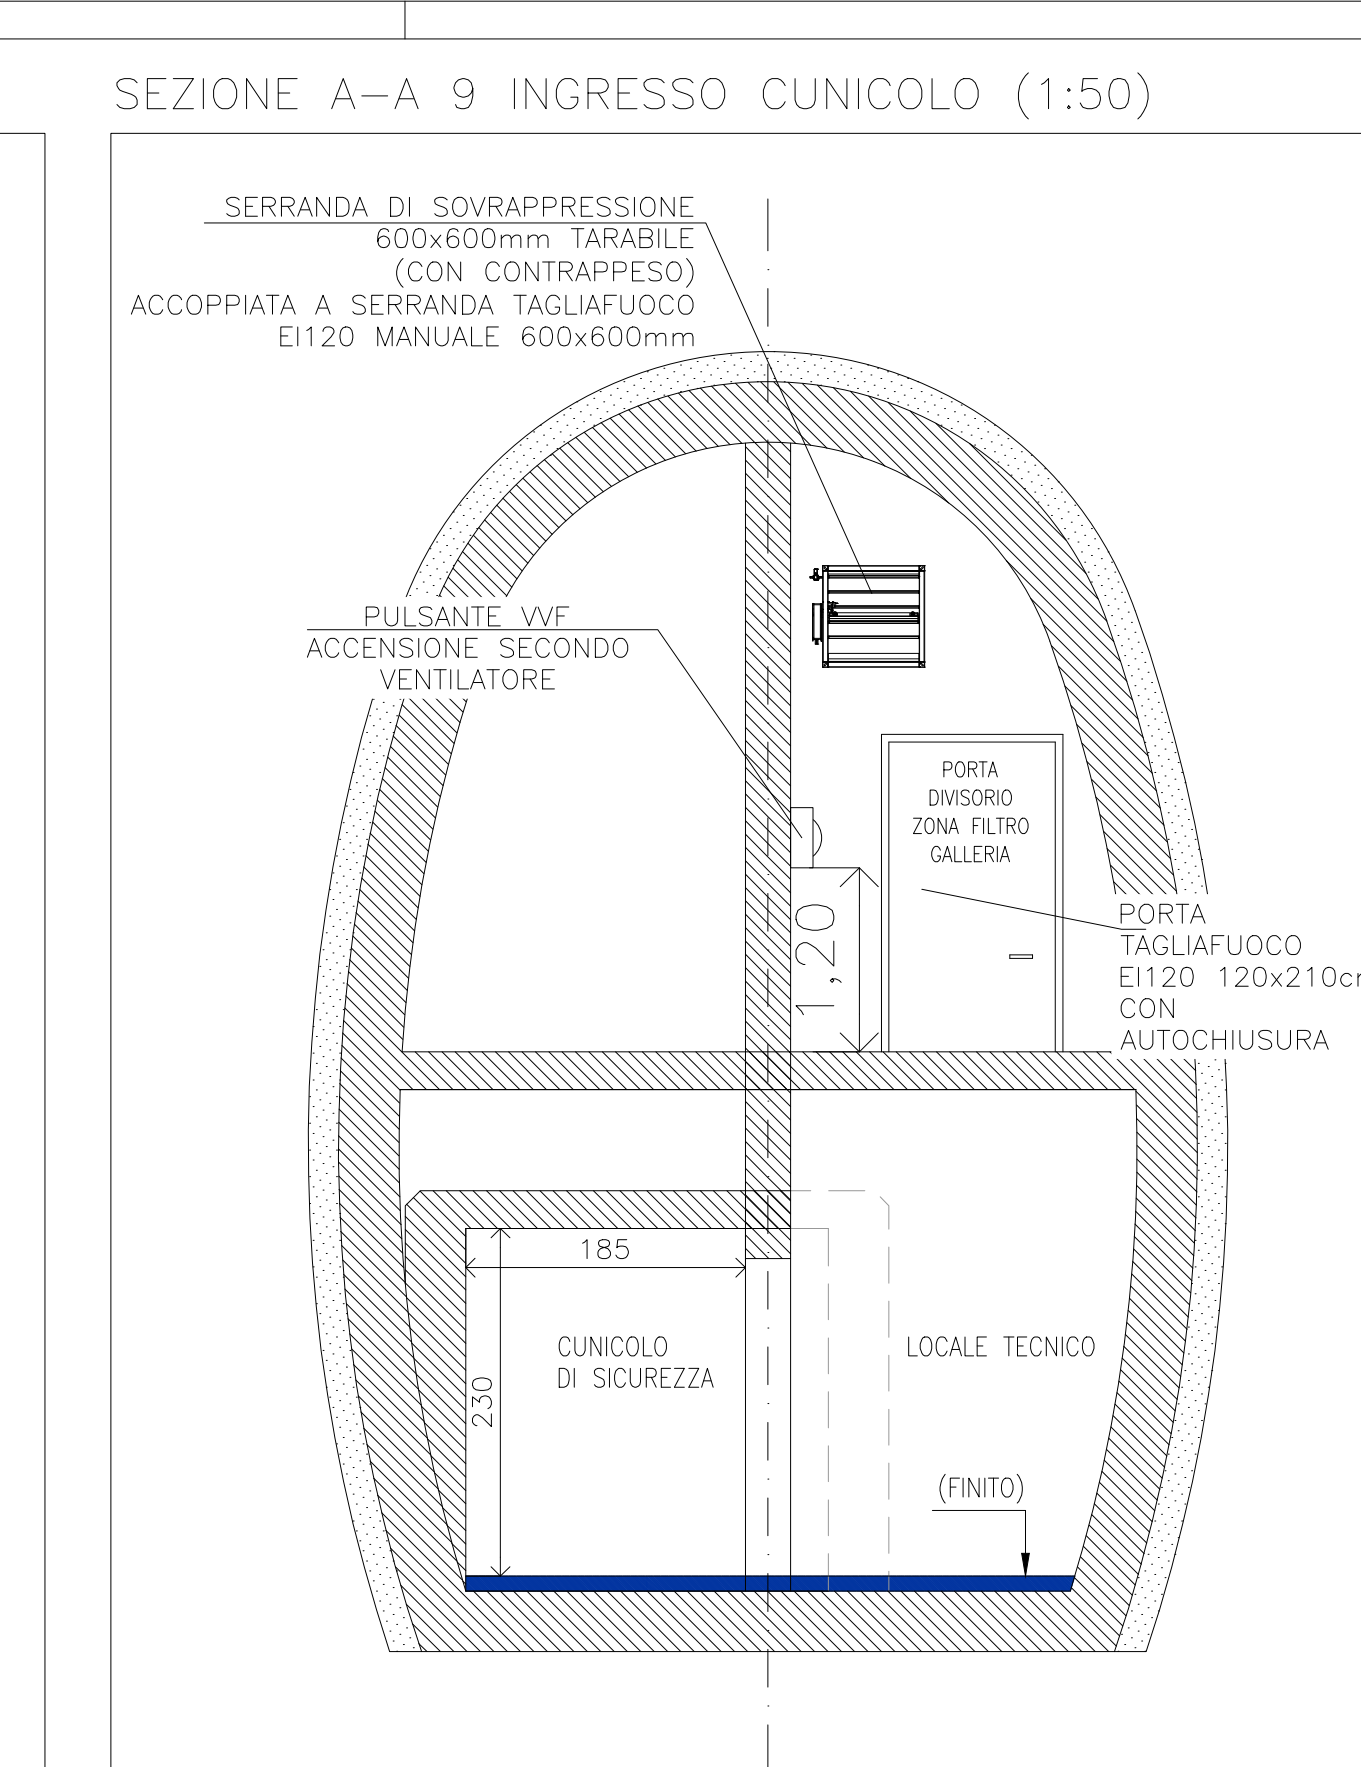 SEZIONE A-A 9 INGRESSO CUNICOLO (1:50)
SERRANDA DI SOVRAPPRESSIONE
600x600mm TARABILE
(CON CONTRAPPESO)
ACCOPPIATA A SERRANDA TAGLIAFUOCO
EI120 MANUALE 600x600mm
PULSANTE VVF
ACCENSIONE SECONDO
VENTILATORE
PORTA
DIVISORIO
ZONA FILTRO
GALLERIA
1,20
PORTA
TAGLIAFUOCO
EI120 120x210c
CON
AUTOCHIUSURA
185
230
CUNICOLO
DI SICUREZZA
LOCALE TECNICO
(FINITO)